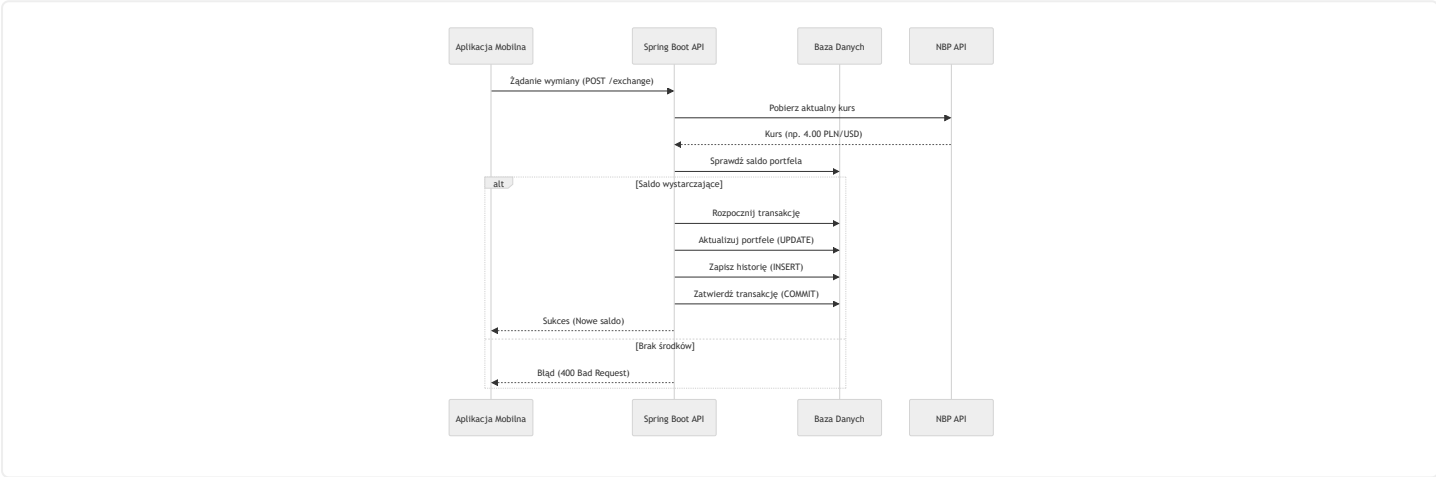 Aplikacja Mobilna
Spring Boot API
Baza Danych
NBP API
Żądanie wymiany (POST /exchange)
Pobierz aktualny kurs
Kurs (np. 4.00 PLN/USD)
Sprawdź saldo portfela
alt
[Saldo wystarczające]
Rozpocznij transakcję
Aktualizuj portfele (UPDATE)
Zapisz historię (INSERT)
Zatwierdź transakcję (COMMIT)
Sukces (Nowe saldo)
[Brak środków]
Błąd (400 Bad Request)
Aplikacja Mobilna
Spring Boot API
Baza Danych
NBP API